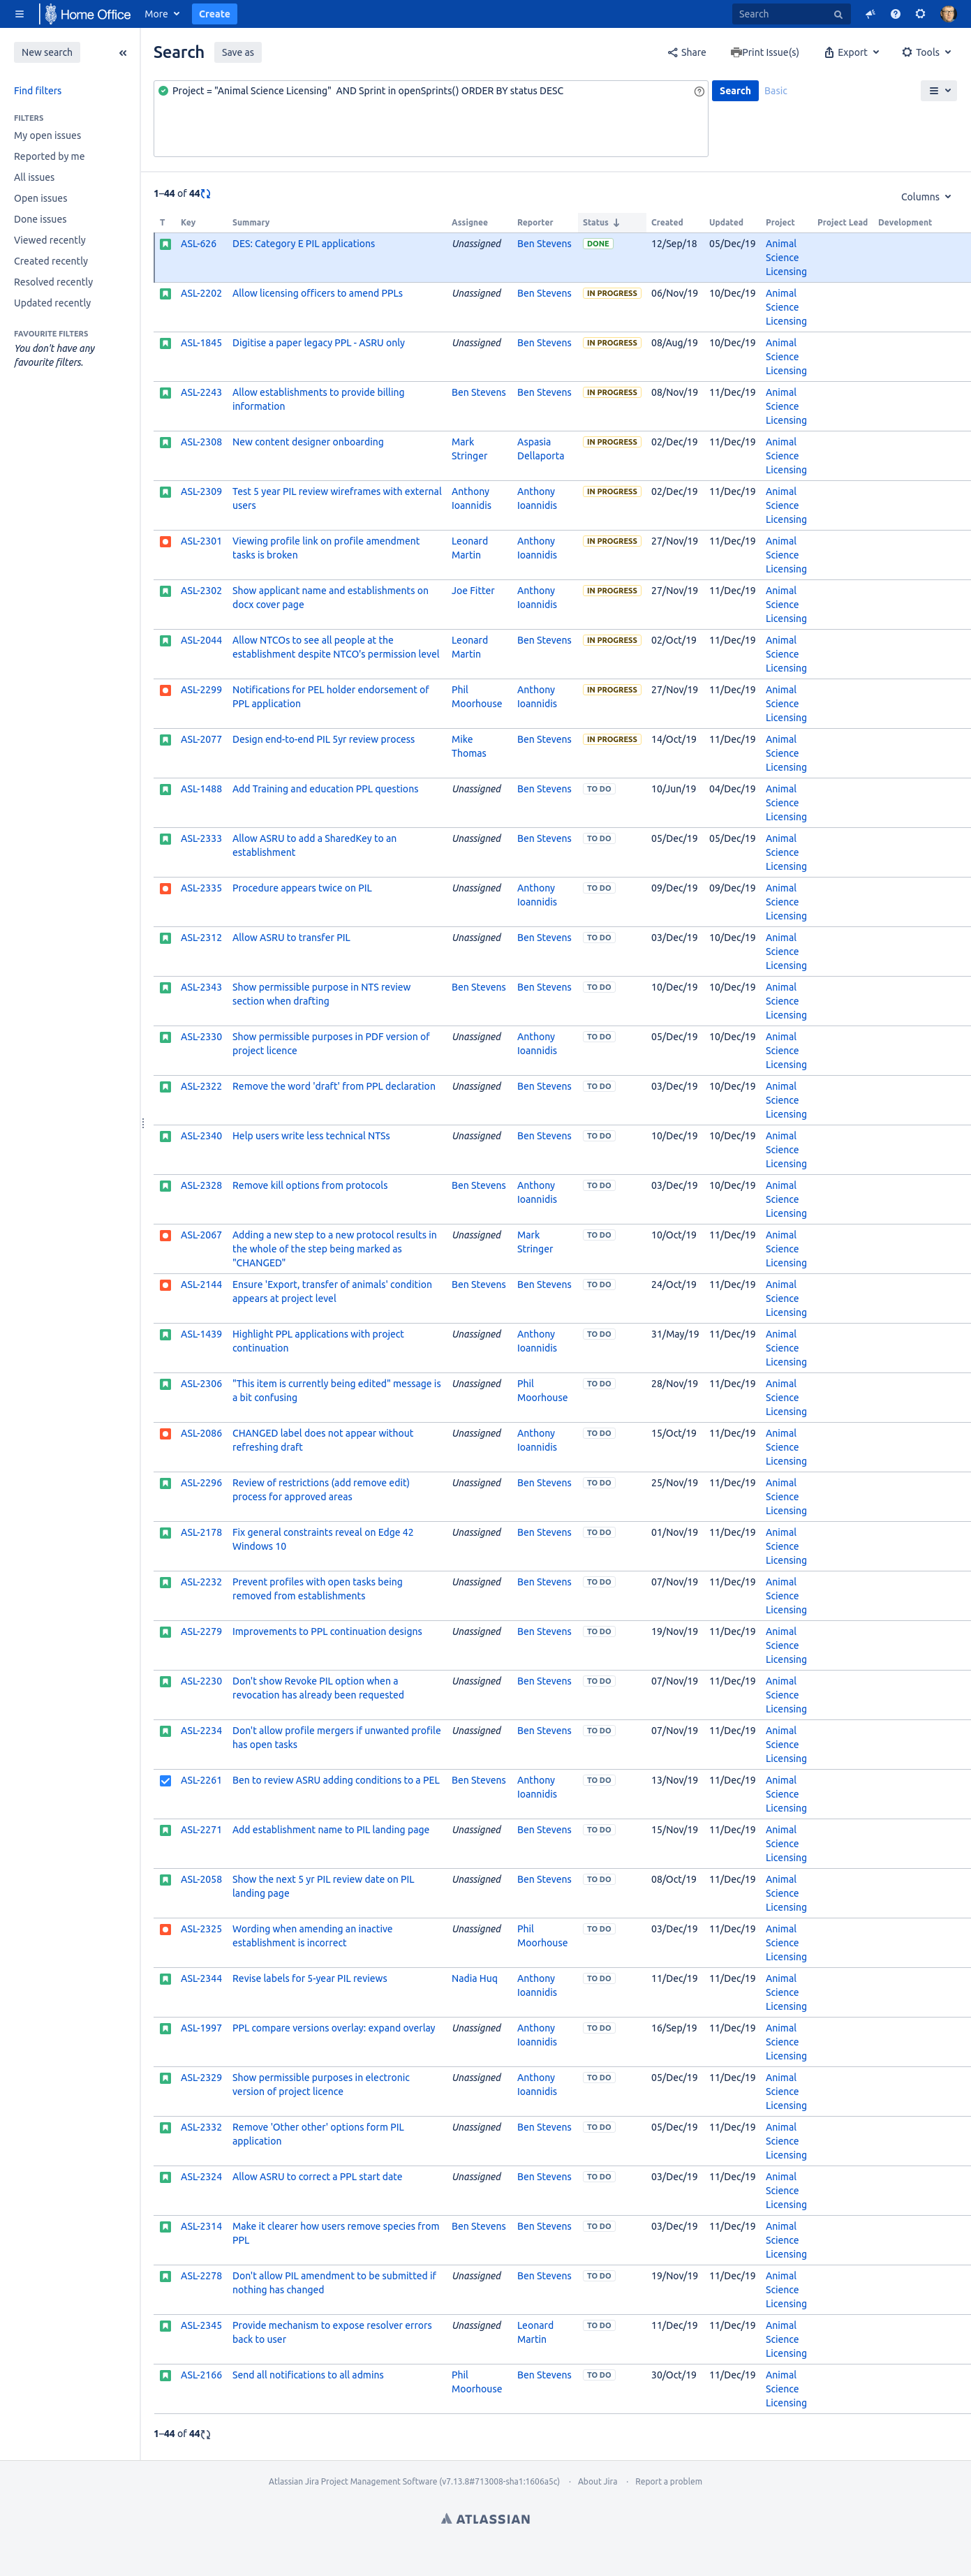 Home Office More Create Search
New search
Find filters
FILTERS
My open issues
Reported by me
All issues
Open issues
Done issues
Viewed recently
Created recently
Resolved recently
Updated recently
FAVOURITE FILTERS
You don't have any
favourite filters.
Search Save as Share Print Issue(s) Export Tools
Project = "Animal Science Licensing"  AND Sprint in openSprints() ORDER BY status DESC
Search Basic
1–44 of 44
Columns
T Key Summary Assignee Reporter Status Created Updated Project Project Lead Development
ASL-626 DES: Category E PIL applications Unassigned Ben Stevens DONE 12/Sep/18 05/Dec/19 Animal
Science
Licensing
ASL-2202 Allow licensing officers to amend PPLs Unassigned Ben Stevens IN PROGRESS 06/Nov/19 10/Dec/19 Animal
Science
Licensing
ASL-1845 Digitise a paper legacy PPL - ASRU only Unassigned Ben Stevens IN PROGRESS 08/Aug/19 10/Dec/19 Animal
Science
Licensing
ASL-2243 Allow establishments to provide billing Ben Stevens Ben Stevens IN PROGRESS 08/Nov/19 11/Dec/19 Animal
information Science
Licensing
ASL-2308 New content designer onboarding Mark Aspasia IN PROGRESS 02/Dec/19 11/Dec/19 Animal
Stringer Dellaporta Science
Licensing
ASL-2309 Test 5 year PIL review wireframes with external Anthony Anthony IN PROGRESS 02/Dec/19 11/Dec/19 Animal
users Ioannidis Ioannidis Science
Licensing
ASL-2301 Viewing profile link on profile amendment Leonard Anthony IN PROGRESS 27/Nov/19 11/Dec/19 Animal
tasks is broken Martin Ioannidis Science
Licensing
ASL-2302 Show applicant name and establishments on Joe Fitter Anthony IN PROGRESS 27/Nov/19 11/Dec/19 Animal
docx cover page Ioannidis Science
Licensing
ASL-2044 Allow NTCOs to see all people at the Leonard Ben Stevens IN PROGRESS 02/Oct/19 11/Dec/19 Animal
establishment despite NTCO's permission level Martin Science
Licensing
ASL-2299 Notifications for PEL holder endorsement of Phil Anthony IN PROGRESS 27/Nov/19 11/Dec/19 Animal
PPL application Moorhouse Ioannidis Science
Licensing
ASL-2077 Design end-to-end PIL 5yr review process Mike Ben Stevens IN PROGRESS 14/Oct/19 11/Dec/19 Animal
Thomas Science
Licensing
ASL-1488 Add Training and education PPL questions Unassigned Ben Stevens TO DO 10/Jun/19 04/Dec/19 Animal
Science
Licensing
ASL-2333 Allow ASRU to add a SharedKey to an Unassigned Ben Stevens TO DO 05/Dec/19 05/Dec/19 Animal
establishment Science
Licensing
ASL-2335 Procedure appears twice on PIL Unassigned Anthony TO DO 09/Dec/19 09/Dec/19 Animal
Ioannidis Science
Licensing
ASL-2312 Allow ASRU to transfer PIL Unassigned Ben Stevens TO DO 03/Dec/19 10/Dec/19 Animal
Science
Licensing
ASL-2343 Show permissible purpose in NTS review Ben Stevens Ben Stevens TO DO 10/Dec/19 10/Dec/19 Animal
section when drafting Science
Licensing
ASL-2330 Show permissible purposes in PDF version of Unassigned Anthony TO DO 05/Dec/19 10/Dec/19 Animal
project licence Ioannidis Science
Licensing
ASL-2322 Remove the word 'draft' from PPL declaration Unassigned Ben Stevens TO DO 03/Dec/19 10/Dec/19 Animal
Science
Licensing
ASL-2340 Help users write less technical NTSs Unassigned Ben Stevens TO DO 10/Dec/19 10/Dec/19 Animal
Science
Licensing
ASL-2328 Remove kill options from protocols Ben Stevens Anthony TO DO 03/Dec/19 10/Dec/19 Animal
Ioannidis Science
Licensing
ASL-2067 Adding a new step to a new protocol results in Unassigned Mark TO DO 10/Oct/19 11/Dec/19 Animal
the whole of the step being marked as Stringer Science
"CHANGED" Licensing
ASL-2144 Ensure 'Export, transfer of animals' condition Ben Stevens Ben Stevens TO DO 24/Oct/19 11/Dec/19 Animal
appears at project level Science
Licensing
ASL-1439 Highlight PPL applications with project Unassigned Anthony TO DO 31/May/19 11/Dec/19 Animal
continuation Ioannidis Science
Licensing
ASL-2306 "This item is currently being edited" message is Unassigned Phil TO DO 28/Nov/19 11/Dec/19 Animal
a bit confusing Moorhouse Science
Licensing
ASL-2086 CHANGED label does not appear without Unassigned Anthony TO DO 15/Oct/19 11/Dec/19 Animal
refreshing draft Ioannidis Science
Licensing
ASL-2296 Review of restrictions (add remove edit) Unassigned Ben Stevens TO DO 25/Nov/19 11/Dec/19 Animal
process for approved areas Science
Licensing
ASL-2178 Fix general constraints reveal on Edge 42 Unassigned Ben Stevens TO DO 01/Nov/19 11/Dec/19 Animal
Windows 10 Science
Licensing
ASL-2232 Prevent profiles with open tasks being Unassigned Ben Stevens TO DO 07/Nov/19 11/Dec/19 Animal
removed from establishments Science
Licensing
ASL-2279 Improvements to PPL continuation designs Unassigned Ben Stevens TO DO 19/Nov/19 11/Dec/19 Animal
Science
Licensing
ASL-2230 Don't show Revoke PIL option when a Unassigned Ben Stevens TO DO 07/Nov/19 11/Dec/19 Animal
revocation has already been requested Science
Licensing
ASL-2234 Don't allow profile mergers if unwanted profile Unassigned Ben Stevens TO DO 07/Nov/19 11/Dec/19 Animal
has open tasks Science
Licensing
ASL-2261 Ben to review ASRU adding conditions to a PEL Ben Stevens Anthony TO DO 13/Nov/19 11/Dec/19 Animal
Ioannidis Science
Licensing
ASL-2271 Add establishment name to PIL landing page Unassigned Ben Stevens TO DO 15/Nov/19 11/Dec/19 Animal
Science
Licensing
ASL-2058 Show the next 5 yr PIL review date on PIL Unassigned Ben Stevens TO DO 08/Oct/19 11/Dec/19 Animal
landing page Science
Licensing
ASL-2325 Wording when amending an inactive Unassigned Phil TO DO 03/Dec/19 11/Dec/19 Animal
establishment is incorrect Moorhouse Science
Licensing
ASL-2344 Revise labels for 5-year PIL reviews Nadia Huq Anthony TO DO 11/Dec/19 11/Dec/19 Animal
Ioannidis Science
Licensing
ASL-1997 PPL compare versions overlay: expand overlay Unassigned Anthony TO DO 16/Sep/19 11/Dec/19 Animal
Ioannidis Science
Licensing
ASL-2329 Show permissible purposes in electronic Unassigned Anthony TO DO 05/Dec/19 11/Dec/19 Animal
version of project licence Ioannidis Science
Licensing
ASL-2332 Remove 'Other other' options form PIL Unassigned Ben Stevens TO DO 05/Dec/19 11/Dec/19 Animal
application Science
Licensing
ASL-2324 Allow ASRU to correct a PPL start date Unassigned Ben Stevens TO DO 03/Dec/19 11/Dec/19 Animal
Science
Licensing
ASL-2314 Make it clearer how users remove species from Ben Stevens Ben Stevens TO DO 03/Dec/19 11/Dec/19 Animal
PPL Science
Licensing
ASL-2278 Don't allow PIL amendment to be submitted if Unassigned Ben Stevens TO DO 19/Nov/19 11/Dec/19 Animal
nothing has changed Science
Licensing
ASL-2345 Provide mechanism to expose resolver errors Unassigned Leonard TO DO 11/Dec/19 11/Dec/19 Animal
back to user Martin Science
Licensing
ASL-2166 Send all notifications to all admins Phil Ben Stevens TO DO 30/Oct/19 11/Dec/19 Animal
Moorhouse Science
Licensing
1–44 of 44
Atlassian Jira Project Management Software (v7.13.8#713008-sha1:1606a5c) · About Jira · Report a problem
ATLASSIAN